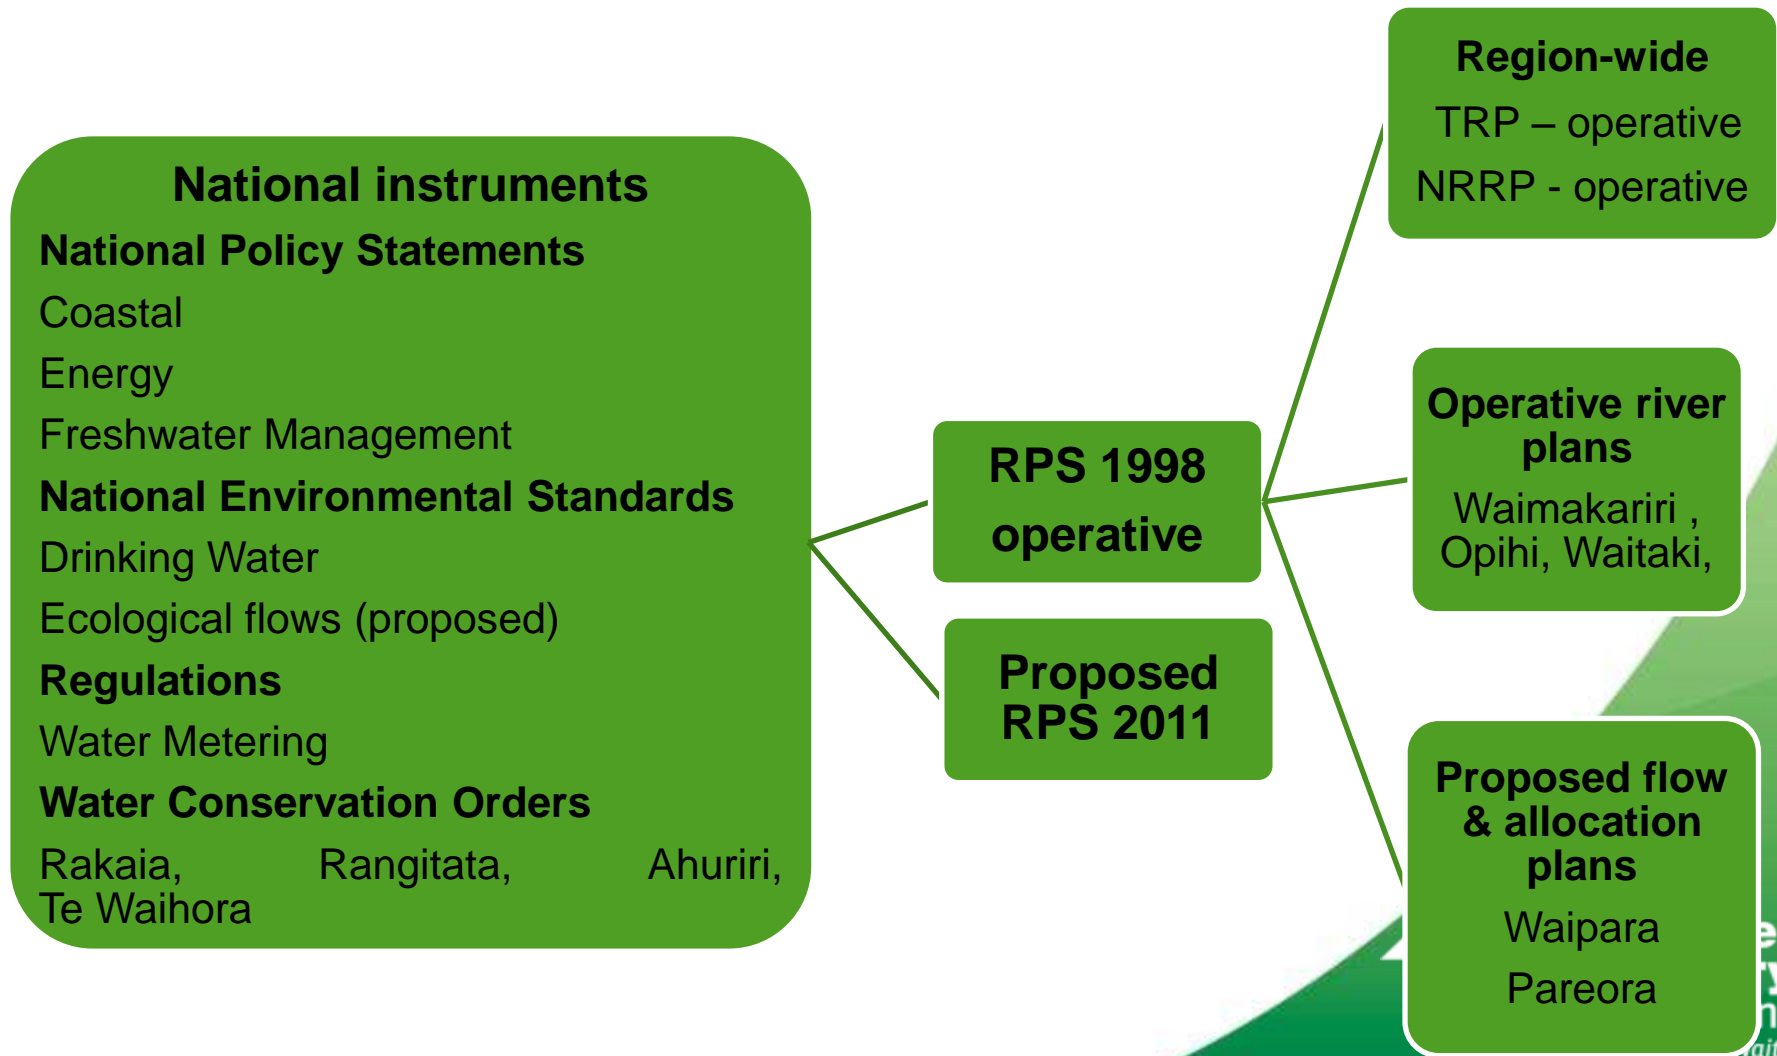 National instruments
National Policy Statements
Coastal
Energy
Freshwater Management
National Environmental Standards
Drinking Water
Ecological flows (proposed)
Regulations
Water Metering
Water Conservation Orders
Rakaia, Rangitata, Ahuriri,
Te Waihora
RPS 1998
operative
Proposed
RPS 2011
Region-wide
TRP – operative
NRRP - operative
Operative river
plans
Waimakariri ,
Opihi, Waitaki,
Proposed flow
& allocation
plans
Waipara
Pareora